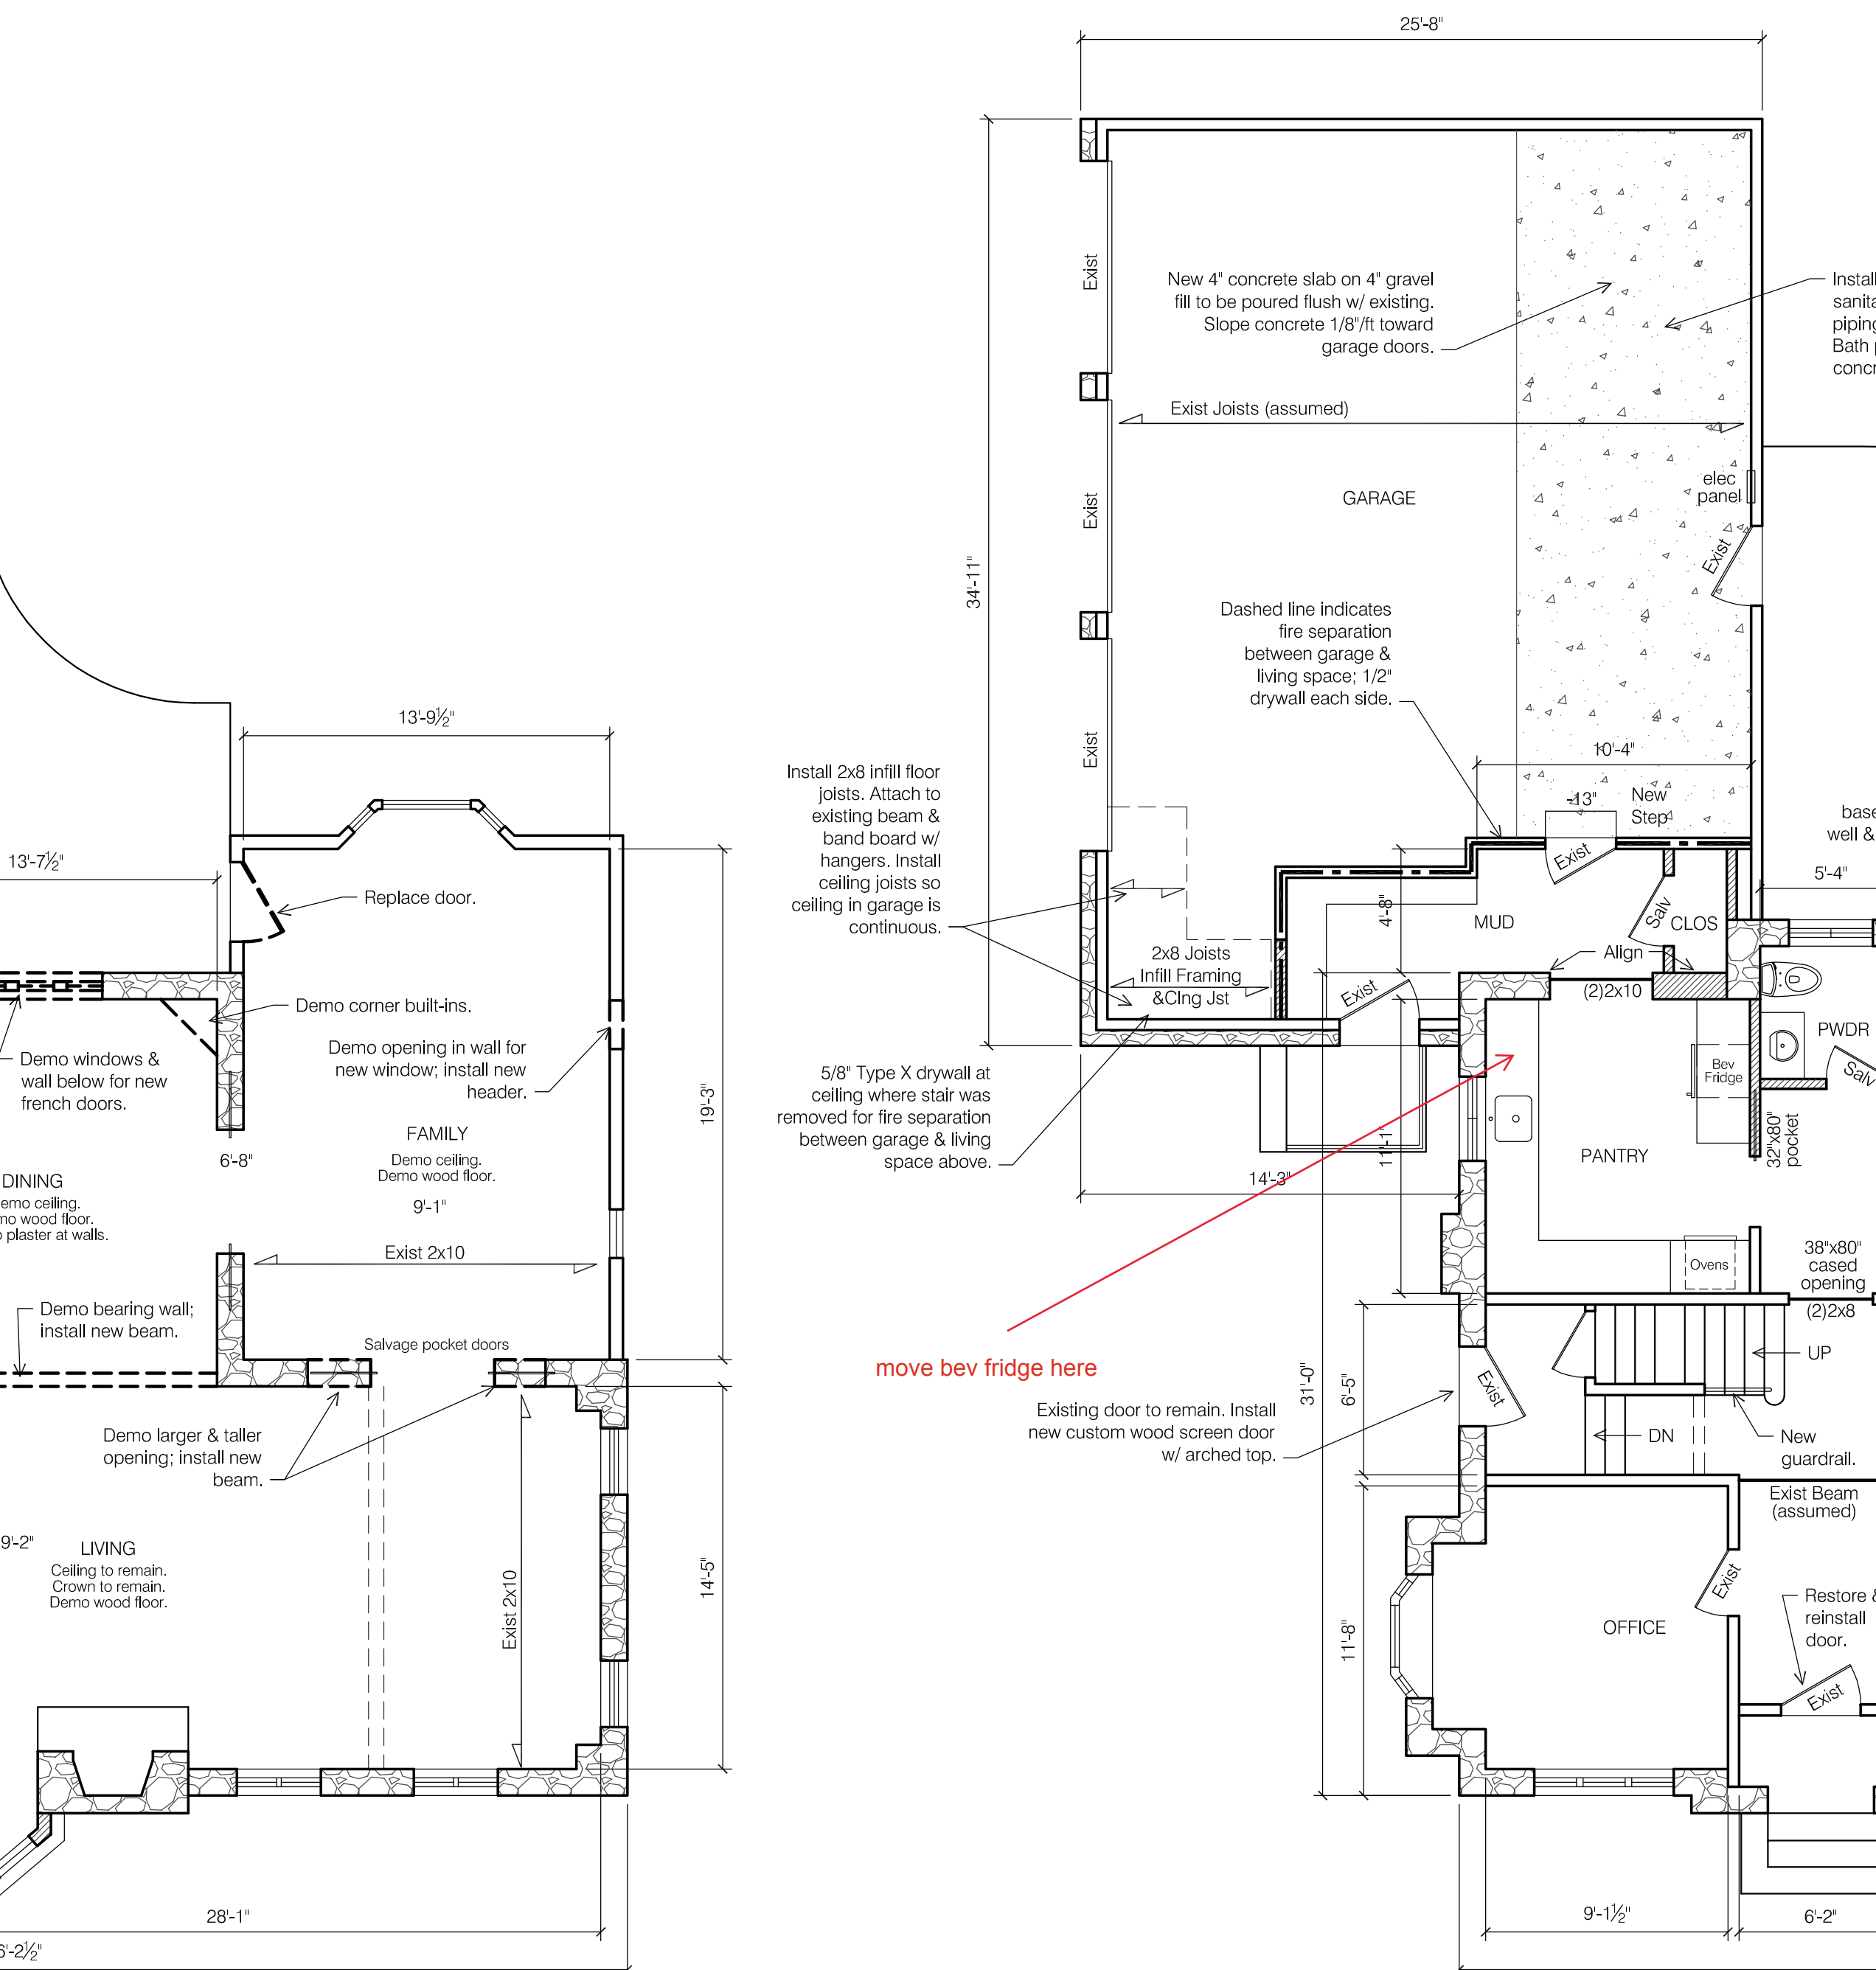 25'-8"
34'-11"
Exist
New 4" concrete slab on 4" gravel
fill to be poured flush w/ existing.
Slope concrete 1/8"/ft toward
garage doors.
Install
piping
Bath
Exist Joists (assumed)
Exist
GARAGE
elec
panel
Exist
Dashed line indicates
fire separation
between garage &
living space; 1/2"
drywall each side.
Exist
10'-4"
-13"
New
Step
Install 2x8 infill floor
joists. Attach to
existing beam &
band board w/
hangers. Install
ceiling joists so
ceiling in garage is
continuous.
well &
5'-4"
13'-9½"
13'-7½"
Replace door.
Demo corner built-ins.
Demo windows &
wall below for new
french doors.
Demo opening in wall for
new window; install new
header.
19'-3"
FAMILY
Demo ceiling.
Demo wood floor.
9'-1"
6'-8"
DINING
emo ceiling.
mo wood floor.
plaster at walls.
Exist 2x10
Demo bearing wall;
install new beam.
Salvage pocket doors
Demo larger & taller
opening; install new
beam.
9'-2"
LIVING
Ceiling to remain.
Crown to remain.
Demo wood floor.
Exist 2x10
14'-5"
28'-1"
6'-2½"
Exist
4'-8"
MUD
Salv
CLOS
Align
2x8 Joists
Infill Framing
&Clng Jst
Exist
(2)2x10
5/8" Type X drywall at
ceiling where stair was
removed for fire separation
between garage & living
space above.
Bev
Fridge
PWDR
Salv
32"x80"
pocket
11'-1"
14'-3"
PANTRY
Ovens
38"x80"
cased
opening
(2)2x8
move bev fridge here
31'-0"
6'-5"
Existing door to remain. Install
new custom wood screen door
w/ arched top.
Exist
UP
DN
New
guardrail.
Exist Beam
(assumed)
11'-8"
OFFICE
Exist
Restore &
reinstall
door.
Exist
9'-1½"
6'-2"